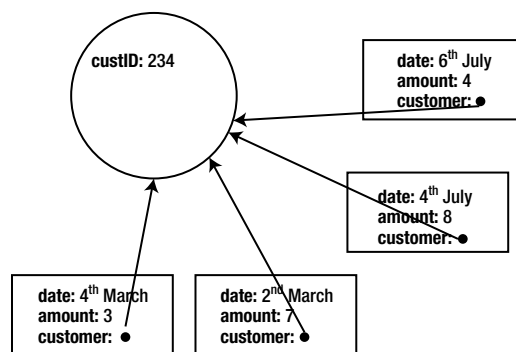 custID: 234
date: 6th July
amount: 4
customer:
date: 4th July
amount: 8
customer:
date: 4th March
amount: 3
customer:
date: 2nd March
amount: 7
customer: